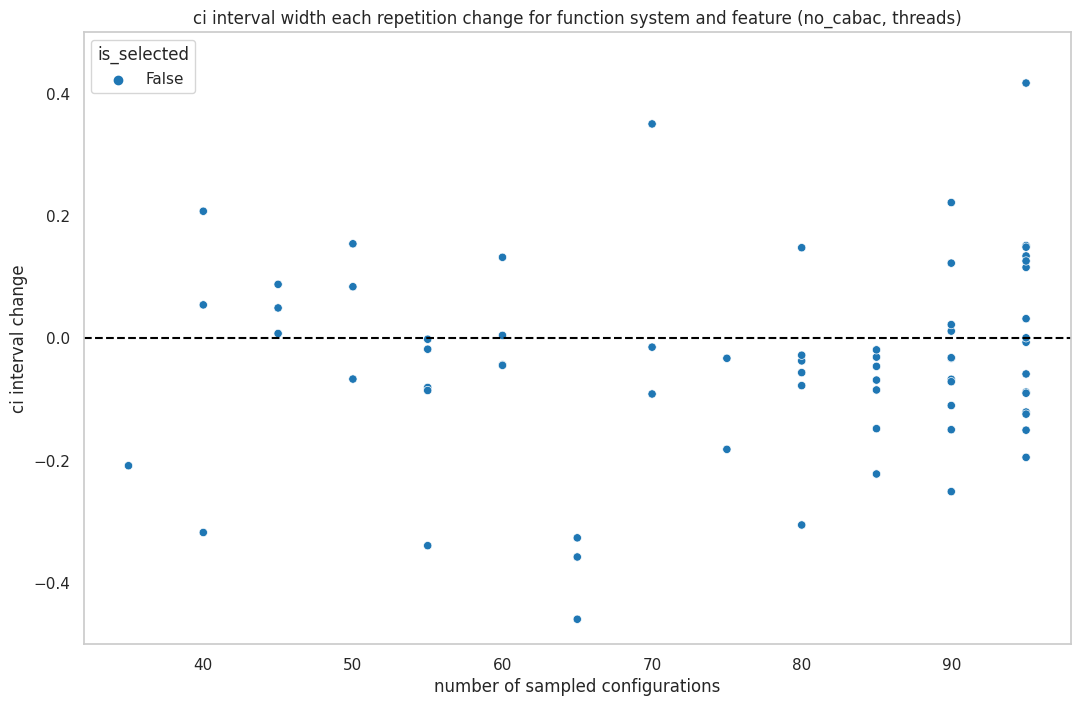 ci interval width each repetition change for function system and feature (no_cabac, threads)
is_selected
False
ci interval change
0.4
0.2
0.0
−0.2
−0.4
40 50 60 70 80 90
number of sampled configurations